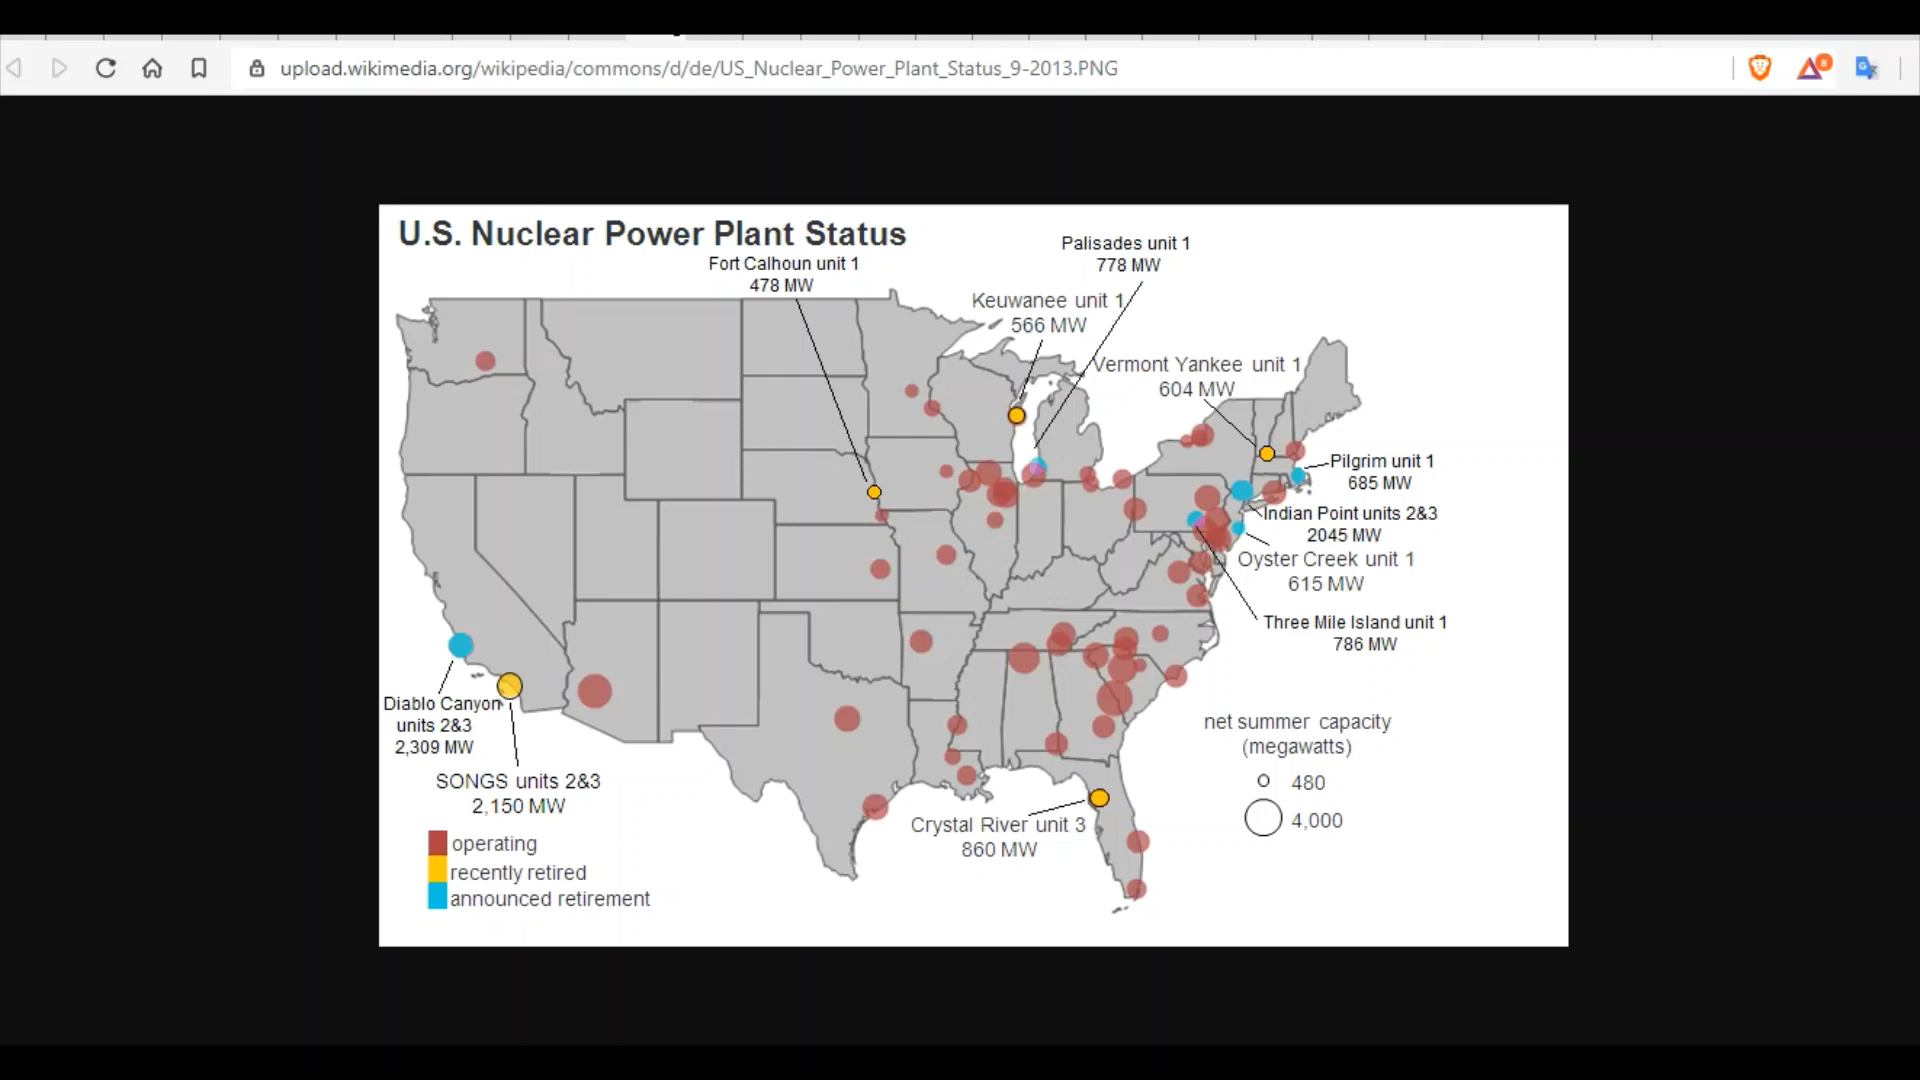 upload.wikimedia.org/wikipedia/commons/d/de/US_Nuclear_Power_Plant_Status_9-2013.PNG
8
U.S. Nuclear Power Plant Status
Palisades unit 1
778 MW
Fort Calhoun unit 1
478 MW
Keuwanee unit 1
566 MW
Vermont Yankee unit 1
604 MW
Pilgrim unit 1
685 MW
Indian Point units 2&3
2045 MW
Oyster Creek unit 1
615 MW
Three Mile Island unit 1
786 MW
Diablo Canyon
units 2&3
2,309 MW
SONGS units 2&3
2,150 MW
Crystal River unit 3
860 MW
net summer capacity
(megawatts)
480
4,000
operating
recently retired
announced retirement